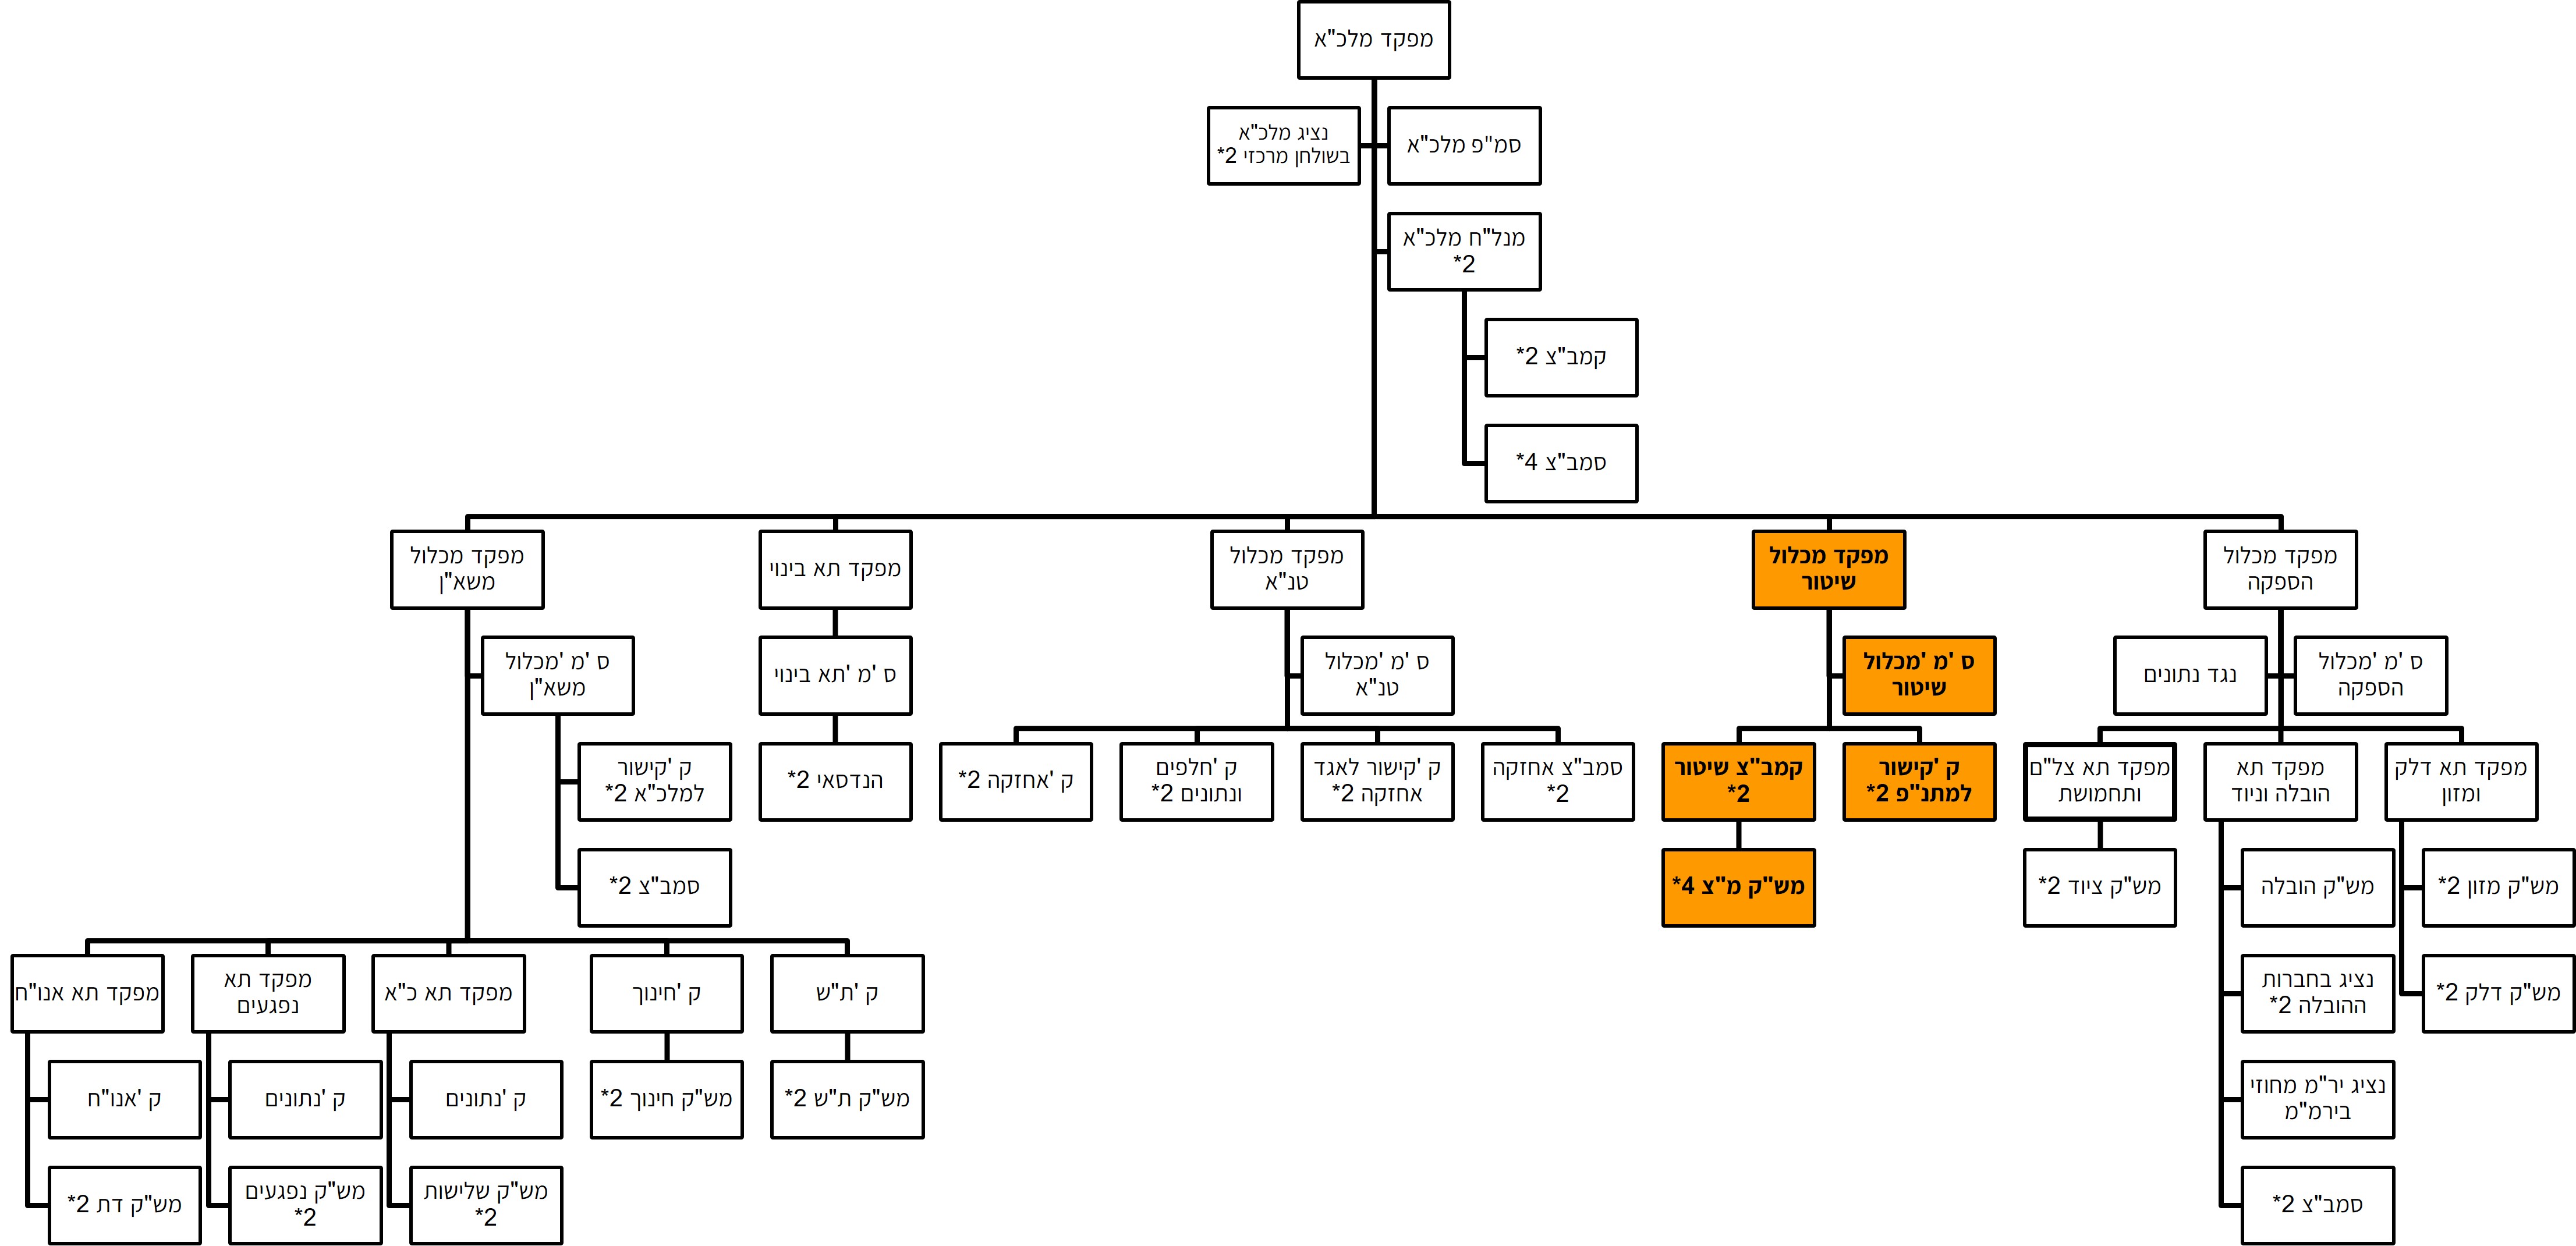 מפקד מלכ"א
סמ"פ מלכ"א
נציג מלכ"א
בשולחן מרכזי 2*
מנל"ח מלכ"א
2*
קמב"צ 2*
סמב"צ 4*
מפקד מכלול
הספקה
מפקד מכלול
שיטור
מפקד מכלול
טנ"א
מפקד תא בינוי
מפקד מכלול
משא"ן
ס 'מ 'מכלול
הספקה
נגד נתונים
ס 'מ 'מכלול
שיטור
ס 'מ 'מכלול
טנ"א
ס 'מ 'תא בינוי
ס 'מ 'מכלול
משא"ן
מפקד תא דלק
ומזון
מפקד תא
הובלה וניוד
מפקד תא צל"ם
ותחמושת
ק 'קישור
למתנ"פ 2*
קמב"צ שיטור
2*
סמב"צ אחזקה
2*
ק 'קישור לאגד
אחזקה 2*
ק 'חלפים
ונתונים 2*
ק 'אחזקה 2*
הנדסאי 2*
ק 'קישור
למלכ"א 2*
מש"ק מזון 2*
מש"ק הובלה
מש"ק ציוד 2*
מש"ק מ"צ 4*
סמב"צ 2*
מש"ק דלק 2*
נציג בחברות
ההובלה 2*
ק 'ת"ש
ק 'חינוך
מפקד תא כ"א
מפקד תא
נפגעים
מפקד תא אנו"ח
נציג יר"מ מחוזי
בירמ"מ
מש"ק ת"ש 2*
מש"ק חינוך 2*
ק 'נתונים
ק 'נתונים
ק 'אנו"ח
סמב"צ 2*
מש"ק שלישות
2*
מש"ק נפגעים
2*
מש"ק דת 2*